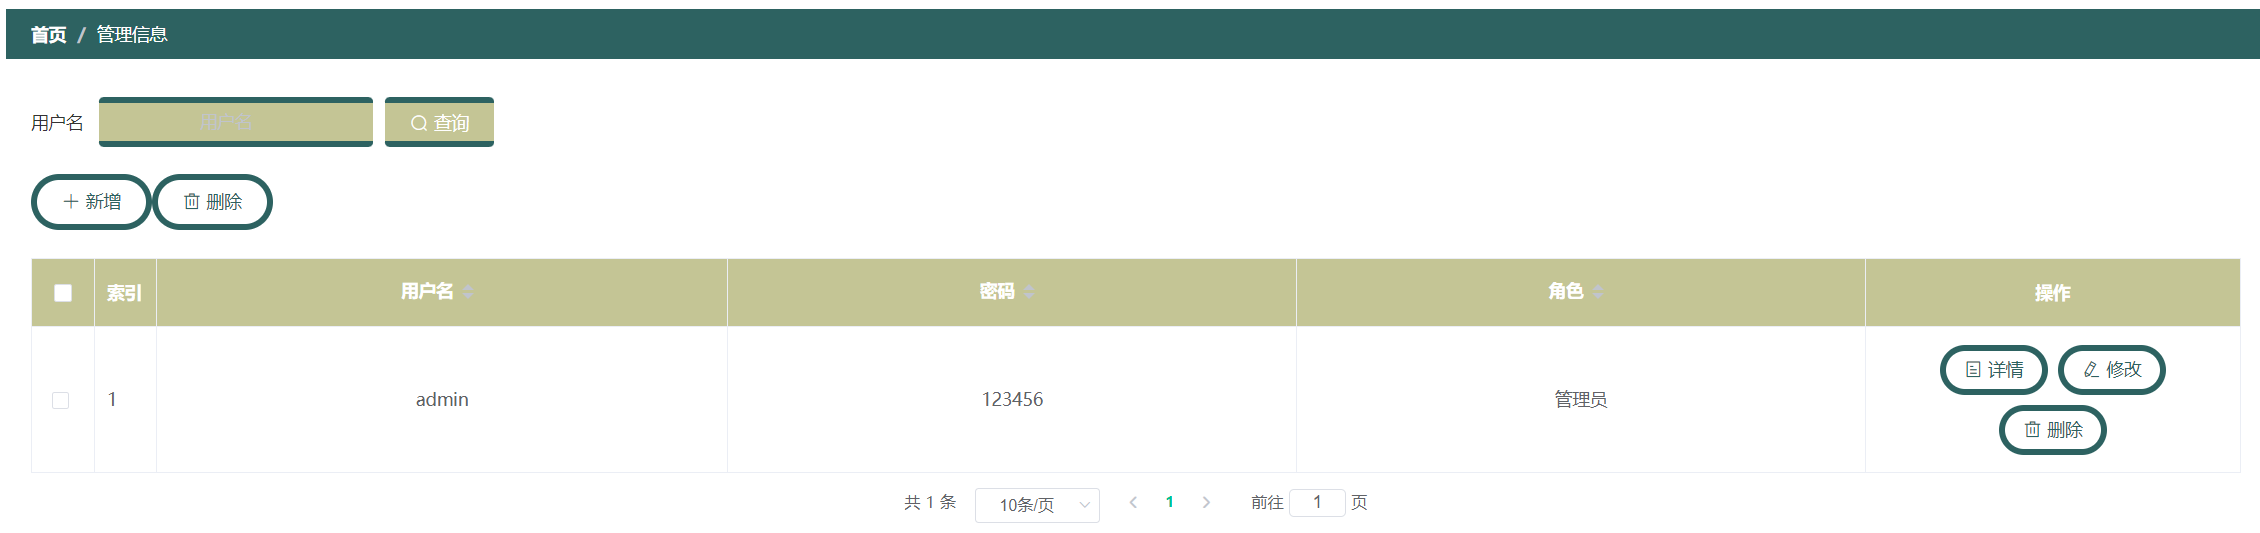 首页 / 管理信息
用户名 用户名 查询
新增 删除
索引 用户名 密码 角色 操作
1 admin 123456 管理员 详情 修改
删除
共 1 条 10条/页 1 前往 1 页